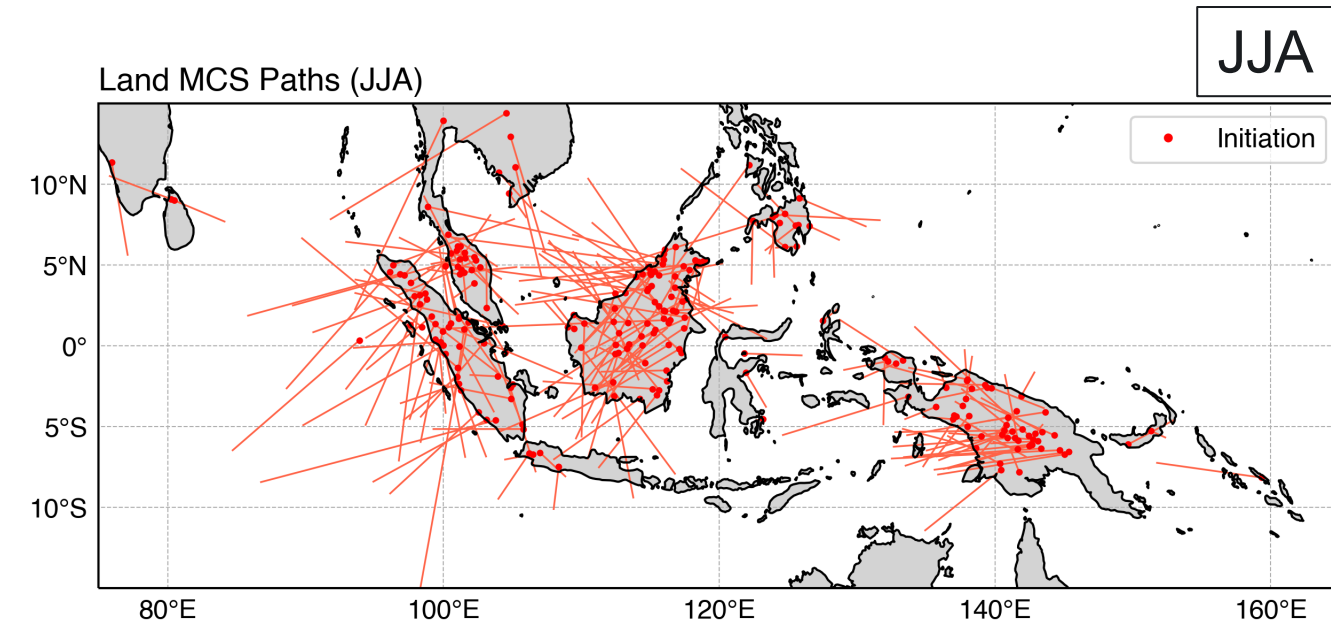 JJA
Land MCS Paths (JJA)
Initiation
10°N
5°N
0°
5°S
10°S
80°E
100°E
120°E
140°E
160°E